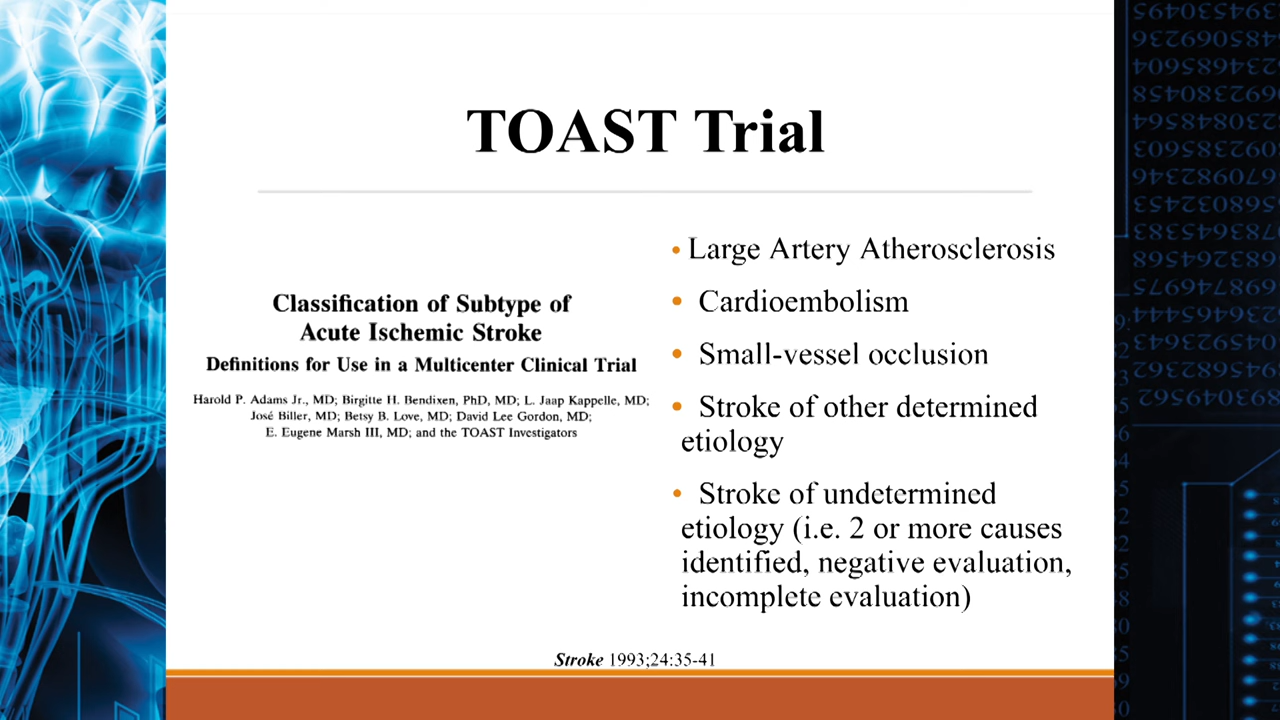 TOAST Trial
Classification of Subtype of
Acute Ischemic Stroke
Definitions for Use in a Multicenter Clinical Trial
Harold P. Adams Jr., MD; Birgitte H. Bendixen, PhD, MD; L. Jaap Kappelle, MD;
José Biller, MD; Betsy B. Love, MD; David Lee Gordon, MD;
E. Eugene Marsh III, MD; and the TOAST Investigators
• Large Artery Atherosclerosis
• Cardioembolism
• Small-vessel occlusion
• Stroke of other determined
etiology
• Stroke of undetermined
etiology (i.e. 2 or more causes
identified, negative evaluation,
incomplete evaluation)
Stroke 1993;24:35-41